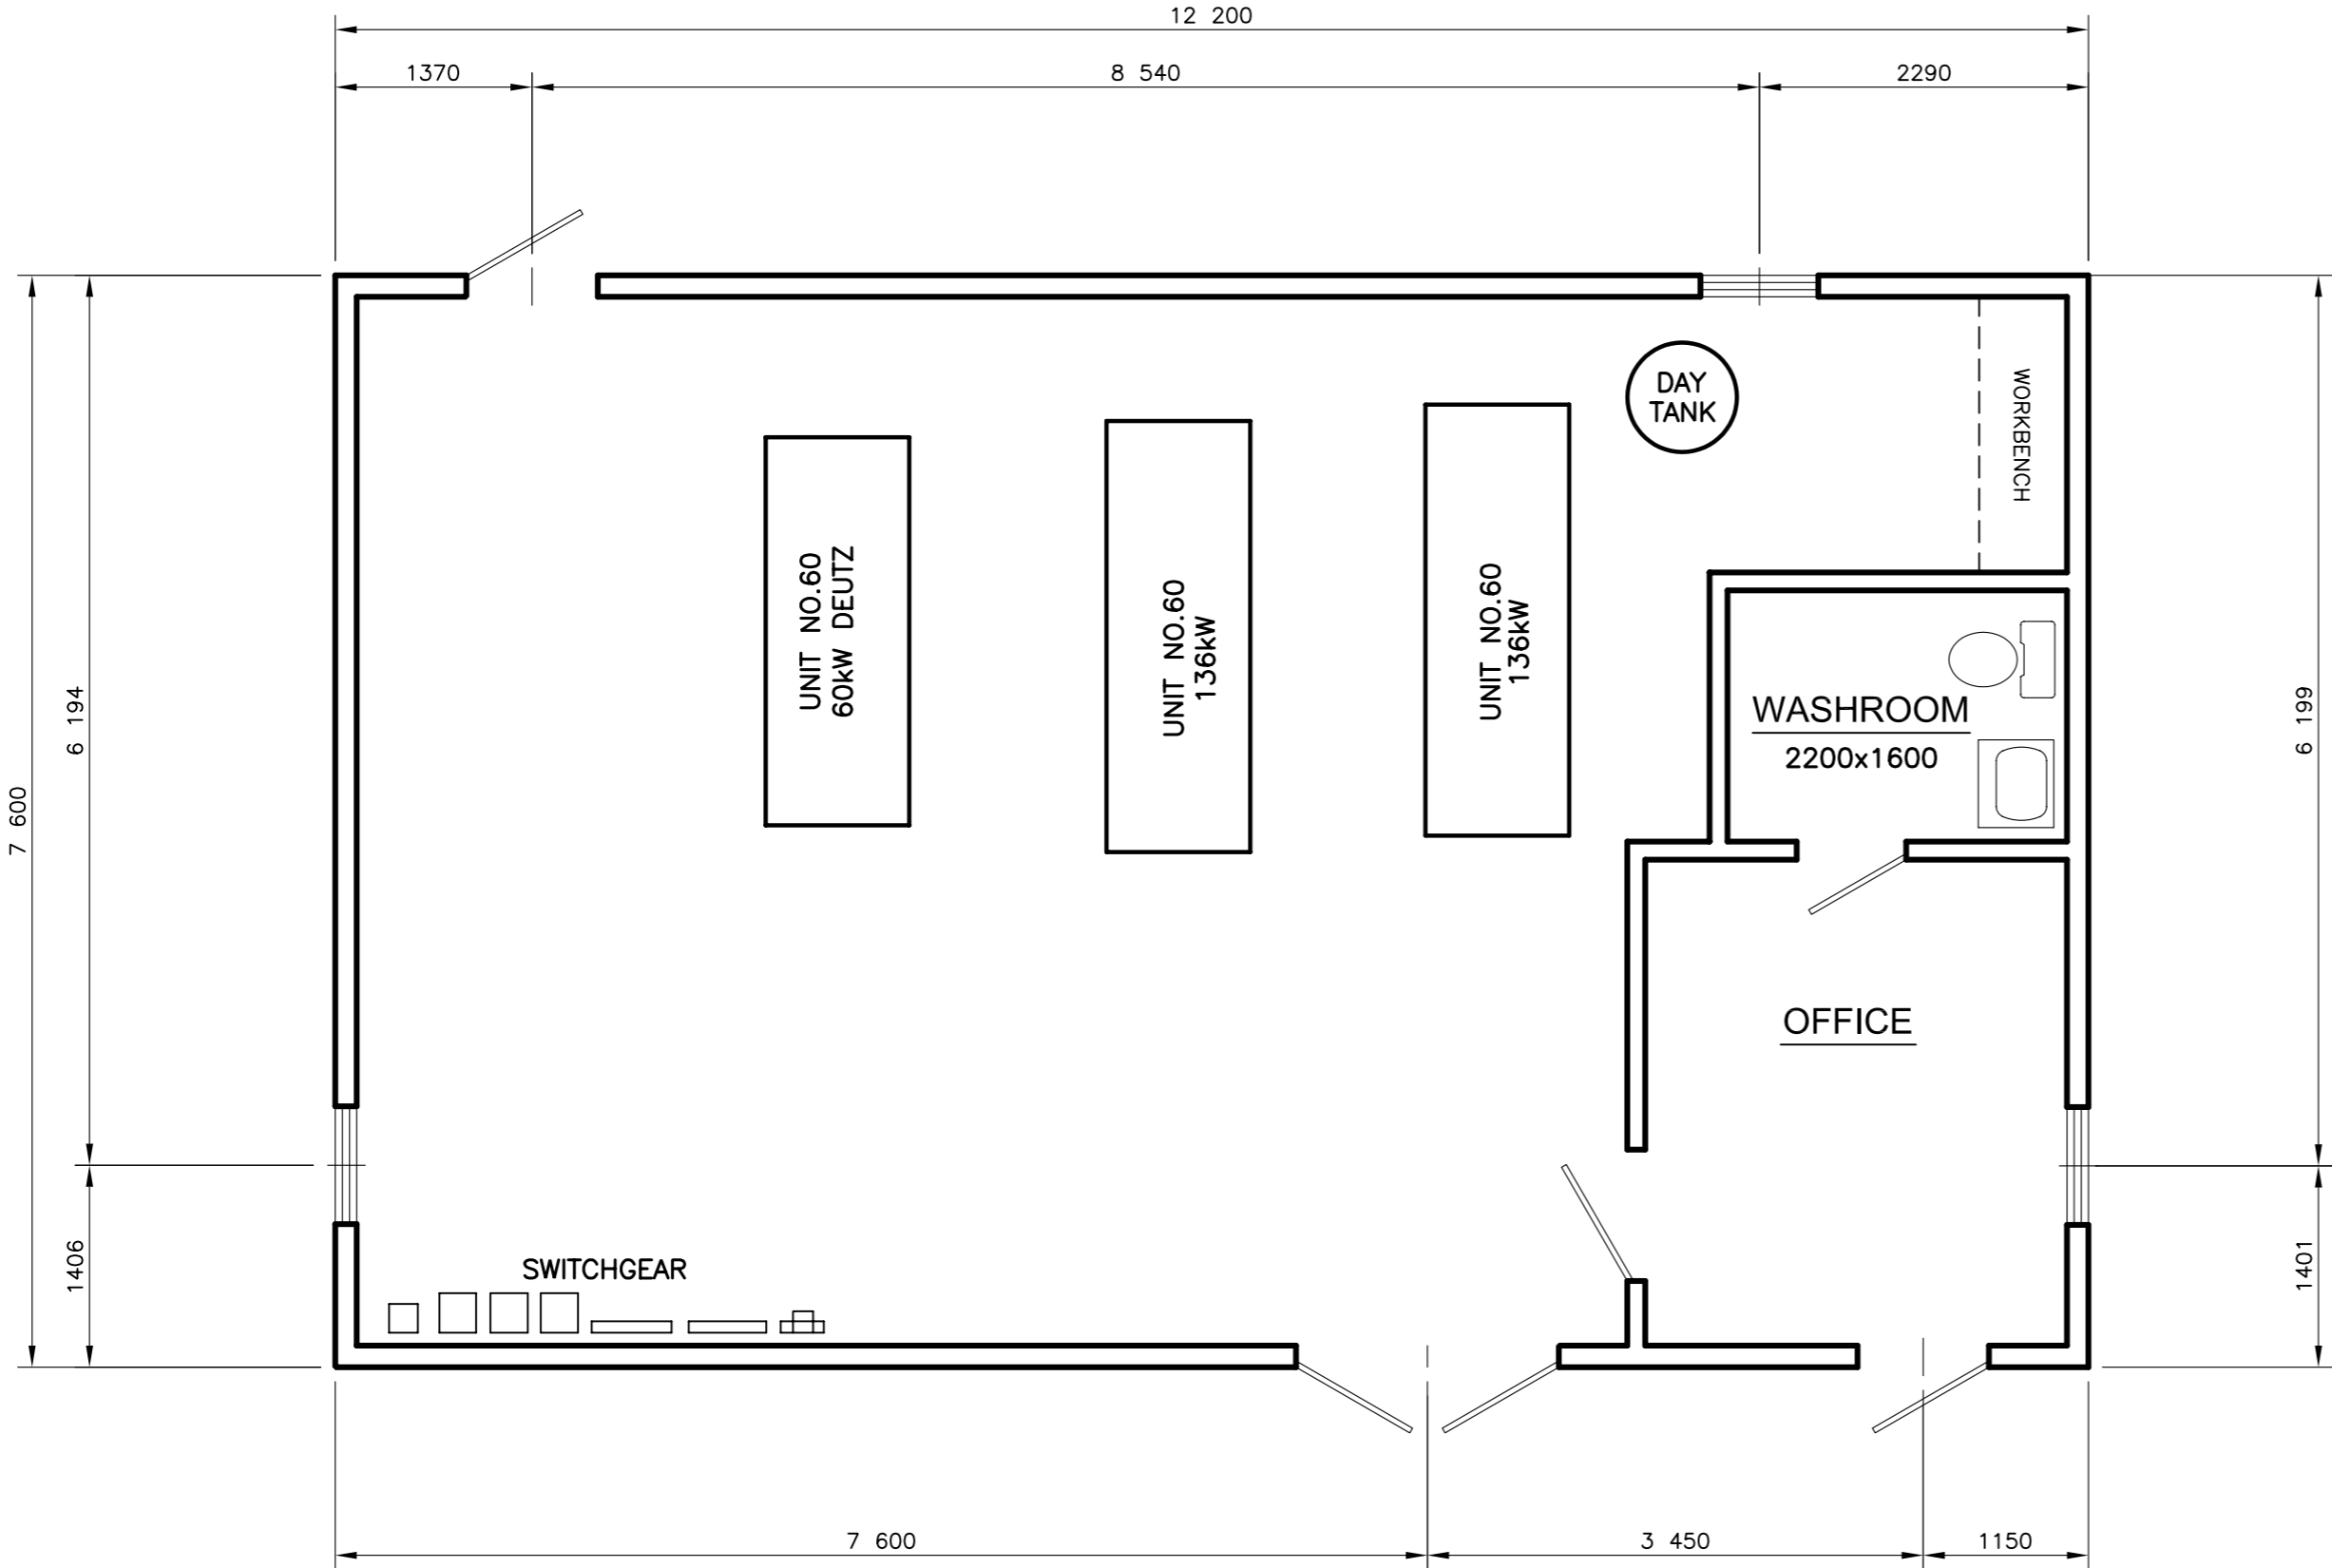 12 200
1370
8 540
2290
DAY
TANK
WORKBENCH
UNIT NO.60
60kW DEUTZ
UNIT NO.60
136kW
UNIT NO.60
136kW
6 194
7 600
6 199
WASHROOM
2200x1600
OFFICE
1406
SWITCHGEAR
1401
7 600
3 450
1150